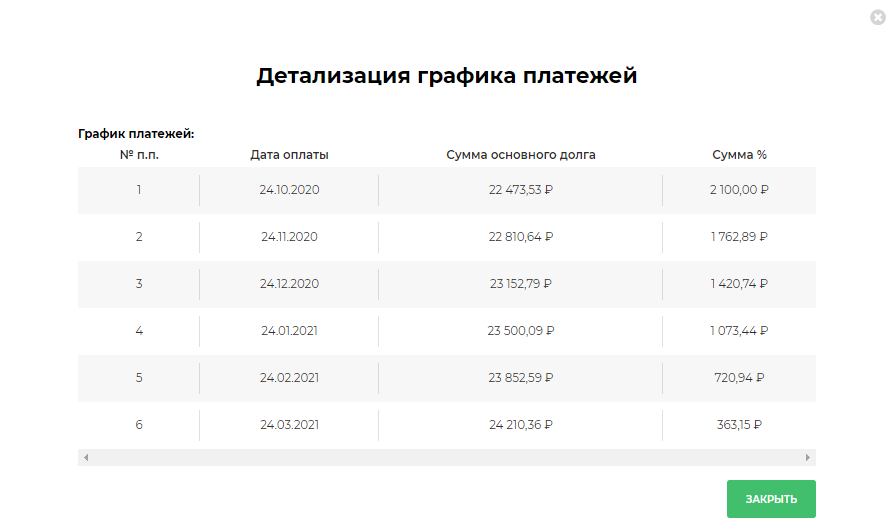 Детализация графика платежей
График платежей:
№ п.п. Дата оплаты Сумма основного долга Сумма %
1 24.10.2020 22 473,53 ₽ 2 100,00 ₽
2 24.11.2020 22 810,64 ₽ 1 762,89 ₽
3 24.12.2020 23 152,79 ₽ 1 420,74 ₽
4 24.01.2021 23 500,09 ₽ 1 073,44 ₽
5 24.02.2021 23 852,59 ₽ 720,94 ₽
6 24.03.2021 24 210,36 ₽ 363,15 ₽
ЗАКРЫТЬ